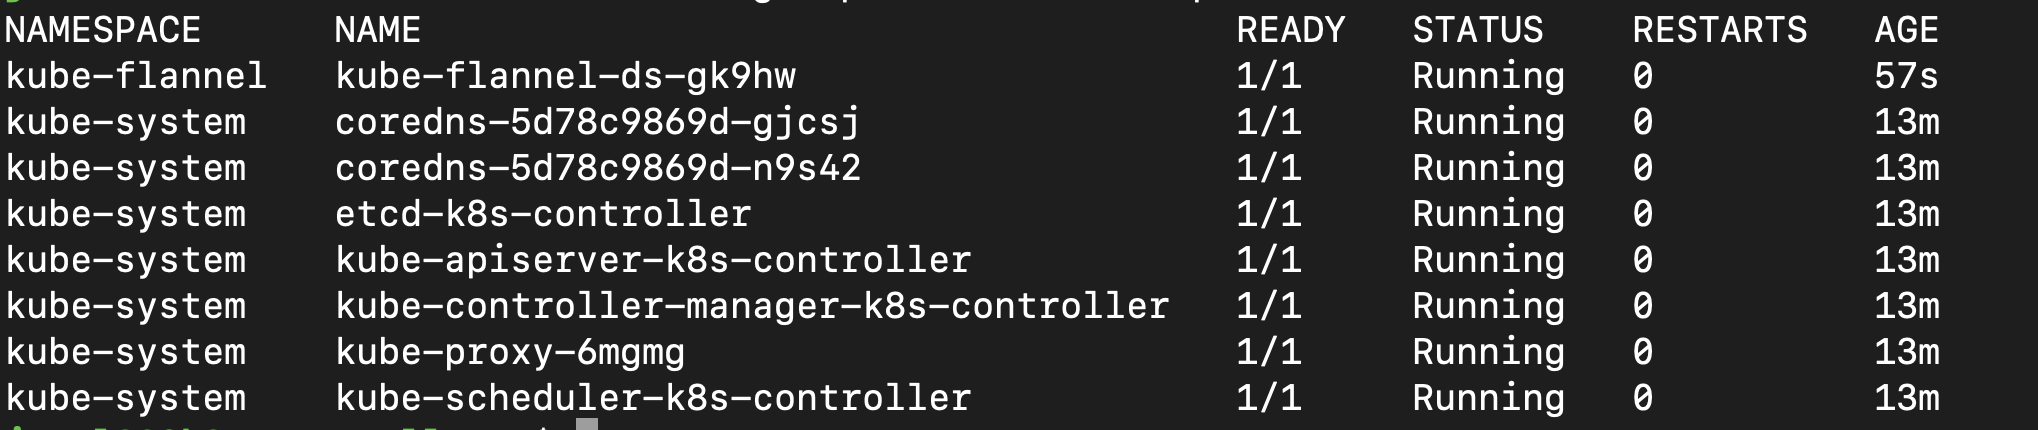 NAMESPACE NAME READY STATUS RESTARTS AGE
kube-flannel kube-flannel-ds-gk9hw 1/1 Running 0 57s
kube-system coredns-5d78c9869d-gjcsj 1/1 Running 0 13m
kube-system coredns-5d78c9869d-n9s42 1/1 Running 0 13m
kube-system etcd-k8s-controller 1/1 Running 0 13m
kube-system kube-apiserver-k8s-controller 1/1 Running 0 13m
kube-system kube-controller-manager-k8s-controller 1/1 Running 0 13m
kube-system kube-proxy-6mgmg 1/1 Running 0 13m
kube-system kube-scheduler-k8s-controller 1/1 Running 0 13m